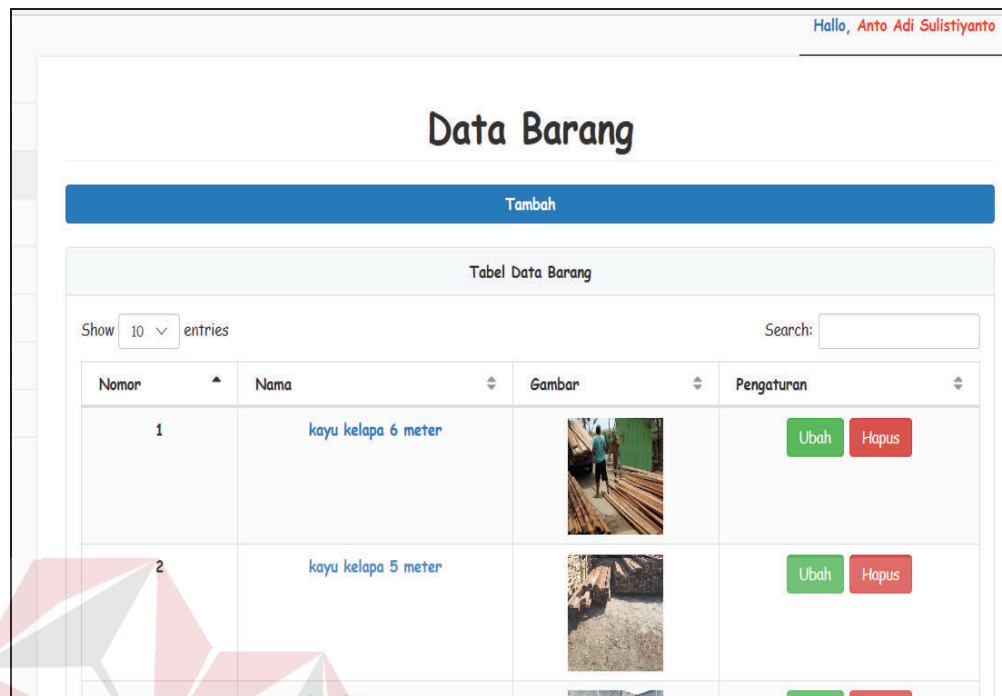 Hallo, Anto Adi Sulistiyanto
Data Barang
Tambah
Tabel Data Barang
Show 10 entries Search:
Nomor Nama Gambar Pengaturan
1 kayu kelapa 6 meter Ubah Hapus
2 kayu kelapa 5 meter Ubah Hapus